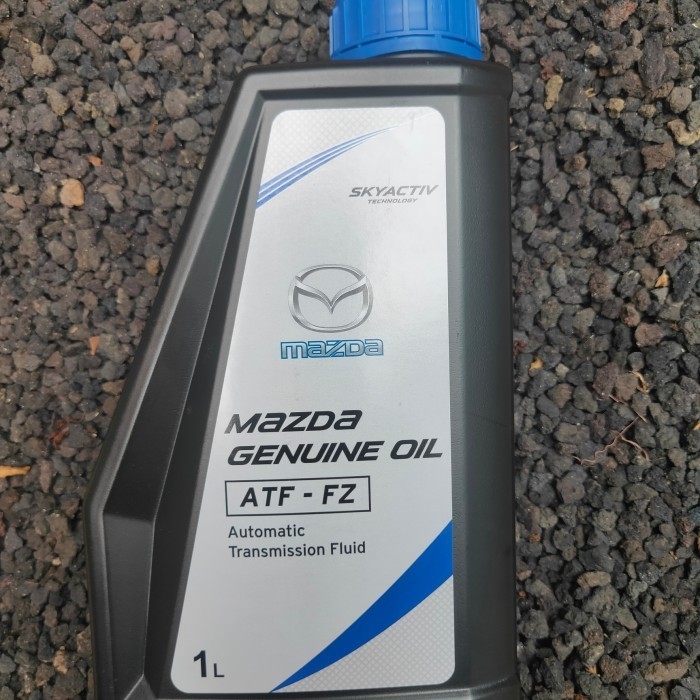 SKYACTIV
TECHNOLOGY
mazda
mazda
GENUINE OIL
ATF - FZ
Automatic
Transmission Fluid
1L